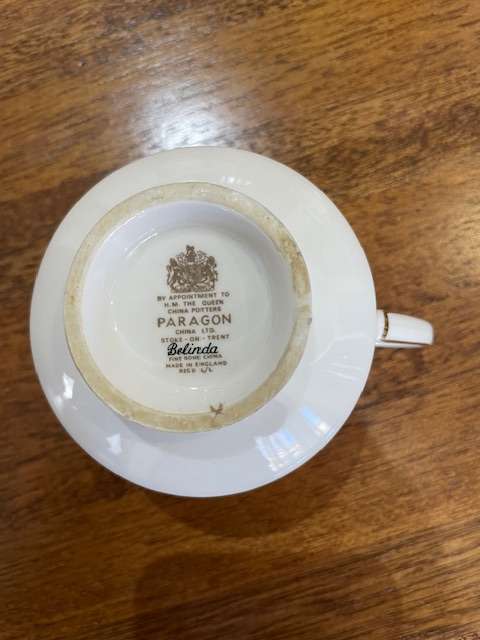 BY APPOINTMENT TO
H.M. THE QUEEN
CHINA POTTERS
PARAGON
CHINA LTD.
STOKE-ON-TRENT
Belinda
FINE BONE CHINA
MADE IN ENGLAND
REG'D